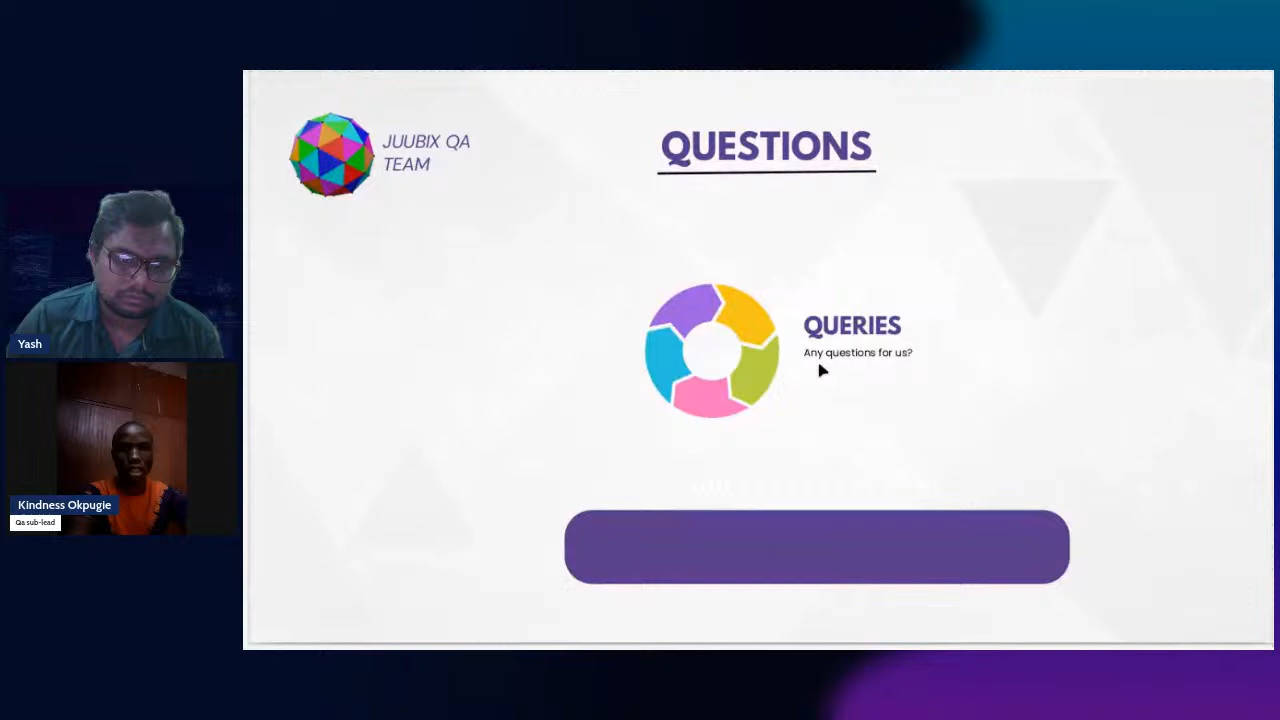 JUUBIX QA
TEAM
QUESTIONS
QUERIES
Any questions for us?
Yash
Kindness Okpugie
Qa sub-lead